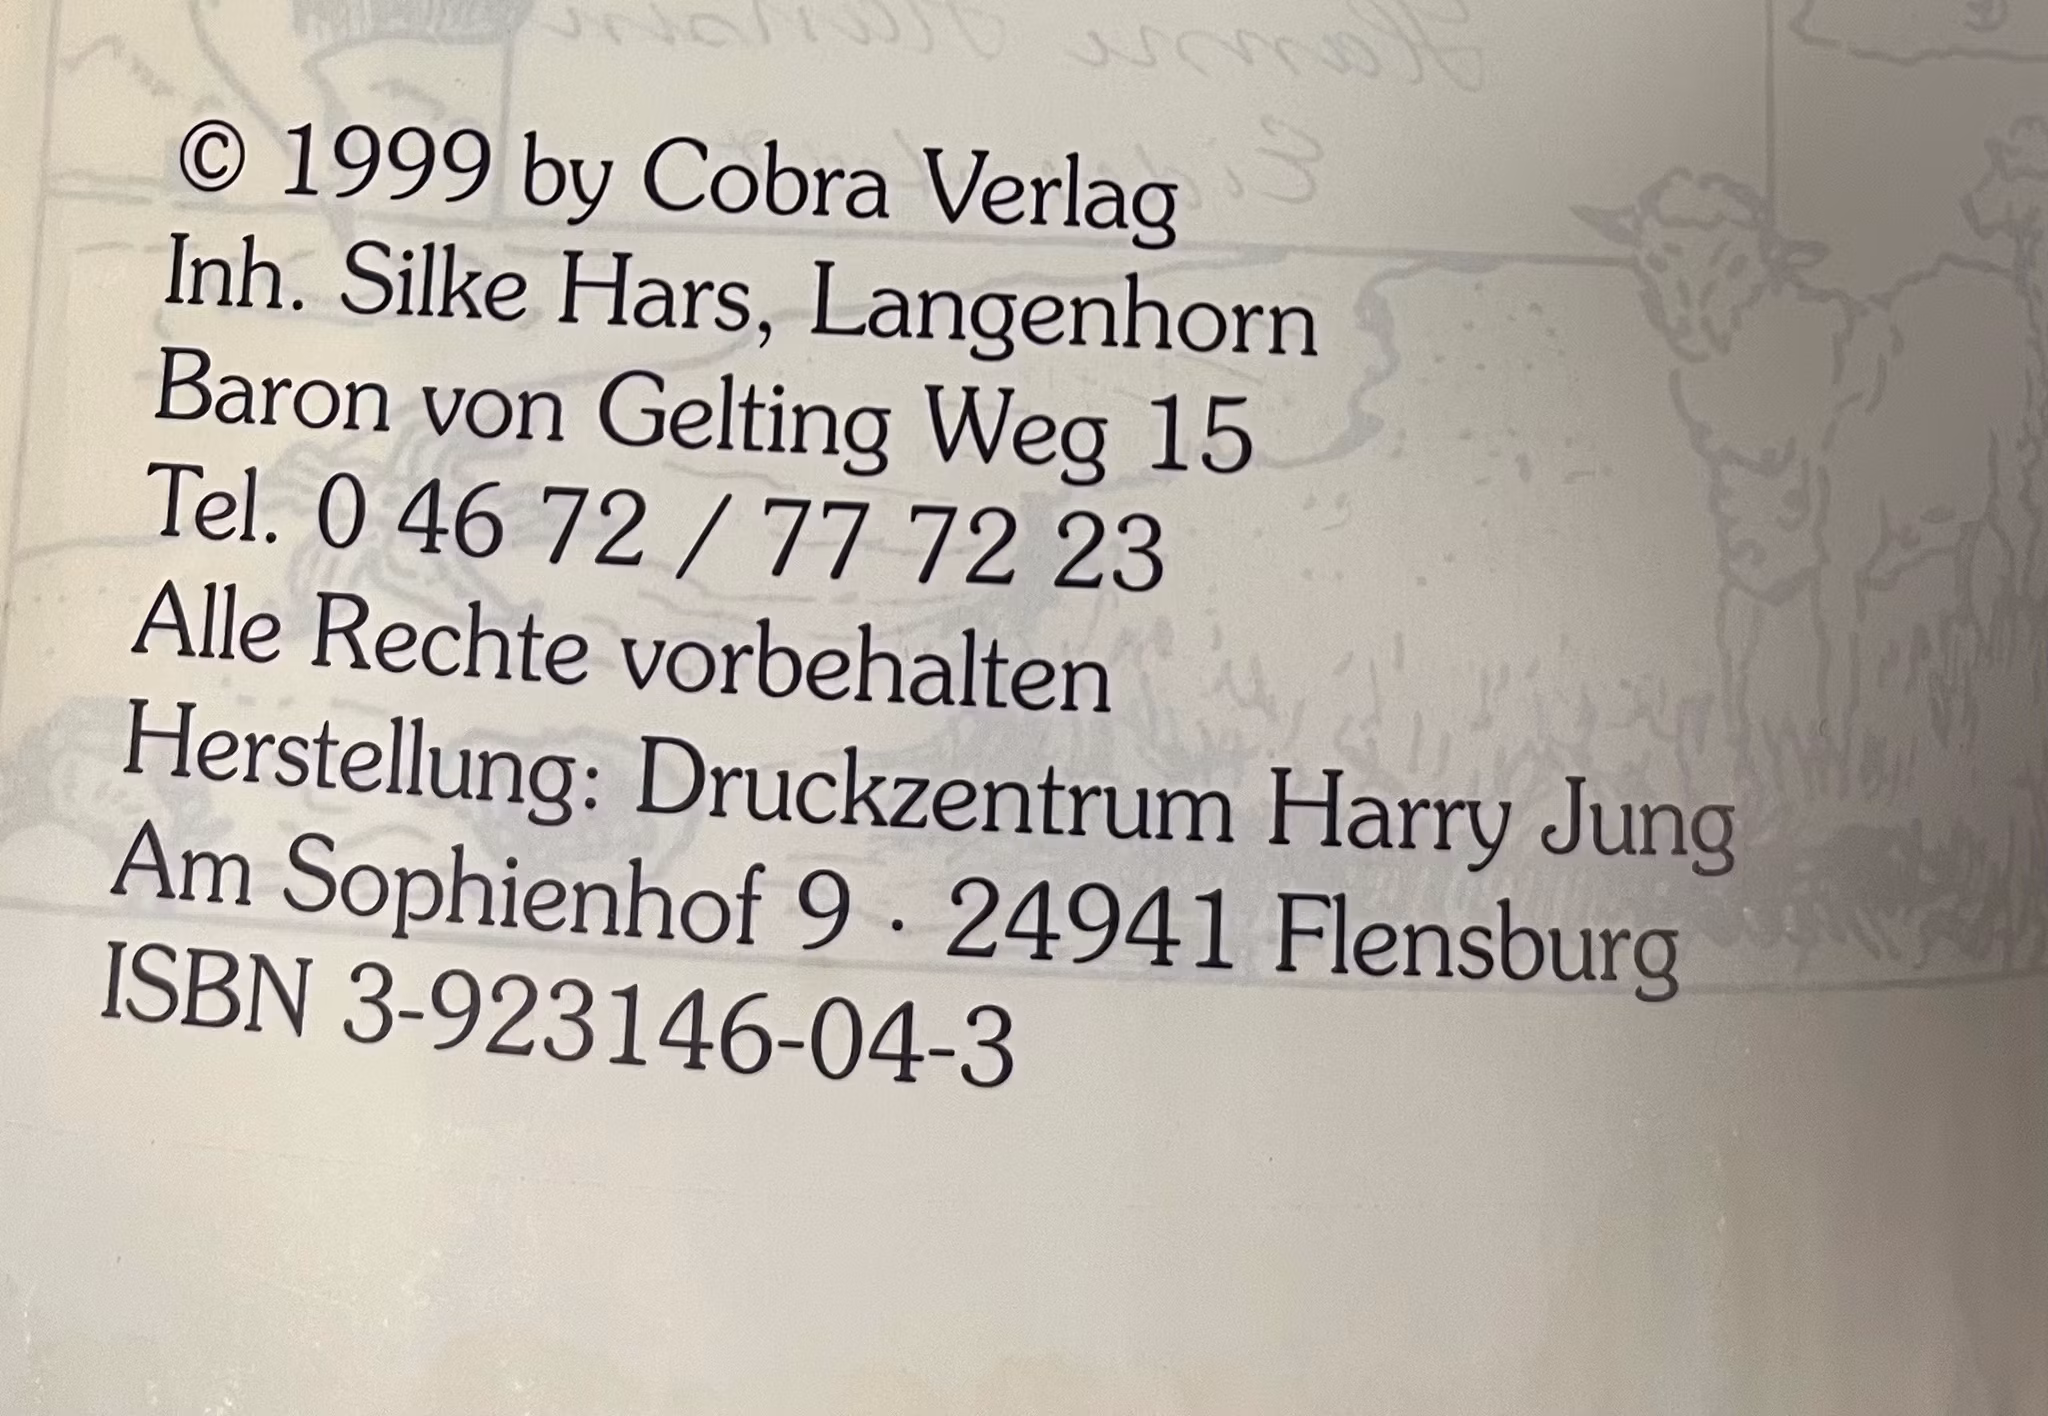 © 1999 by Cobra Verlag
Inh. Silke Hars, Langenhorn
Baron von Gelting Weg 15
Tel. 0 46 72 / 77 72 23
Alle Rechte vorbehalten
Herstellung: Druckzentrum Harry Jung
Am Sophienhof 9 · 24941 Flensburg
ISBN 3-923146-04-3